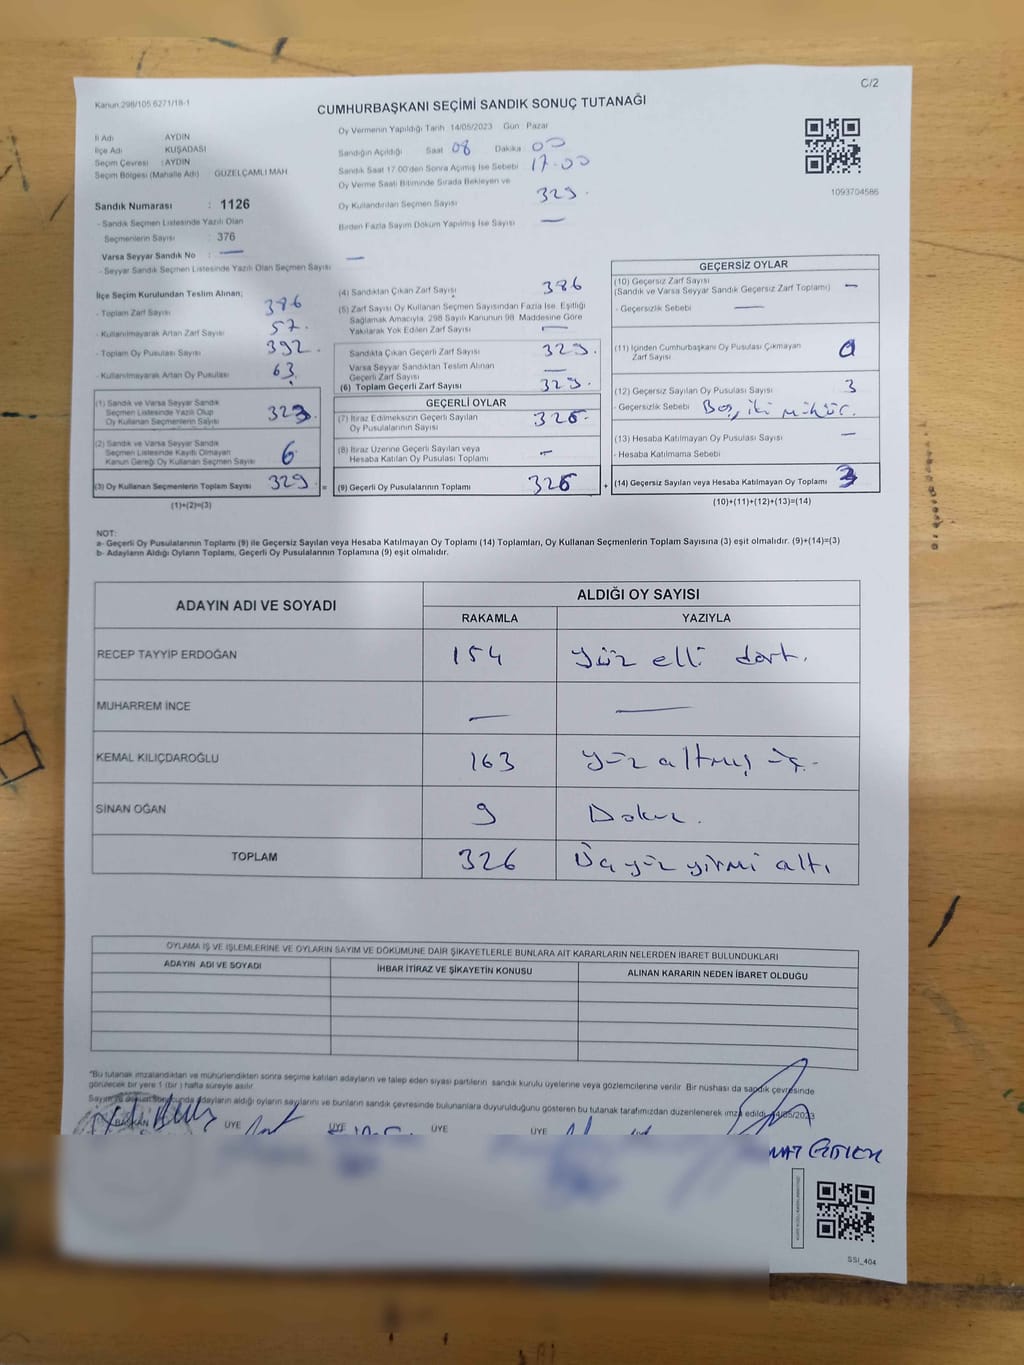 C/2
Kanun:298/105.6271/18-1
CUMHURBAŞKANI SEÇİMİ SANDIK SONUÇ TUTANAĞI
İl Adı : AYDIN
İlçe Adı : KUŞADASI
Seçim Çevresi : AYDIN
Seçim Bölgesi (Mahalle Adı) : GÜZELÇAMLI MAH.
Sandık Numarası : 1126
- Sandık Seçmen Listesinde Yazılı Olan
Seçmenlerin Sayısı : 376
Varsa Seyyar Sandık No : —
- Seyyar Sandık Seçmen Listesinde Yazılı Olan Seçmen Sayısı : —
Oy Vermenin Yapıldığı Tarih 14/05/2023 Gün Pazar
Sandığın Açıldığı Saat 08 Dakika 00
Sandık Saat 17.00'den Sonra Açılmış İse Sebebi 17.00
Oy Verme Saati Bitiminde Sırada Bekleyen ve
Oy Kullandırılan Seçmen Sayısı 329.
Birden Fazla Sayım Döküm Yapılmış İse Sayısı —
1093704586
İlçe Seçim Kurulundan Teslim Alınan;
- Toplam Zarf Sayısı : 386
- Kullanılmayarak Artan Zarf Sayısı : 57.
- Toplam Oy Pusulası Sayısı : 392.
- Kullanılmayarak Artan Oy Pusulası : 63
(1) Sandık ve Varsa Seyyar Sandık
Seçmen Listesinde Yazılı Olup
Oy Kullanan Seçmenlerin Sayısı 323.
(2) Sandık ve Varsa Seyyar Sandık
Seçmen Listesinde Kayıtlı Olmayan
Kanun Gereği Oy Kullanan Seçmen Sayısı 6
(3) Oy Kullanan Seçmenlerin Toplam Sayısı 329 =
(1)+(2)=(3)
(4) Sandıktan Çıkan Zarf Sayısı 386
(5) Zarf Sayısı Oy Kullanan Seçmen Sayısından Fazla İse, Eşitliği
Sağlamak Amacıyla, 298 Sayılı Kanunun 98. Maddesine Göre
Yakılarak Yok Edilen Zarf Sayısı —
Sandıkta Çıkan Geçerli Zarf Sayısı 329.
Varsa Seyyar Sandıktan Teslim Alınan
Geçerli Zarf Sayısı —
(6) Toplam Geçerli Zarf Sayısı 329.
GEÇERLİ OYLAR
(7) İtiraz Edilmeksizin Geçerli Sayılan
Oy Pusulalarının Sayısı 326.
(8) İtiraz Üzerine Geçerli Sayılan veya
Hesaba Katılan Oy Pusulası Toplamı —
(9) Geçerli Oy Pusulalarının Toplamı 326 +
GEÇERSİZ OYLAR
(10) Geçersiz Zarf Sayısı
(Sandık ve Varsa Seyyar Sandık Geçersiz Zarf Toplamı) —
- Geçersizlik Sebebi : —
(11) İçinden Cumhurbaşkanı Oy Pusulası Çıkmayan
Zarf Sayısı 0
(12) Geçersiz Sayılan Oy Pusulası Sayısı 3
- Geçersizlik Sebebi Boş, iki mühür.
(13) Hesaba Katılmayan Oy Pusulası Sayısı —
- Hesaba Katılmama Sebebi
(14) Geçersiz Sayılan veya Hesaba Katılmayan Oy Toplamı 3
(10)+(11)+(12)+(13)=(14)
NOT:
a- Geçerli Oy Pusulalarının Toplamı (9) ile Geçersiz Sayılan veya Hesaba Katılmayan Oy Toplamı (14) Toplamları, Oy Kullanan Seçmenlerin Toplam Sayısına (3) eşit olmalıdır. (9)+(14)=(3)
b- Adayların Aldığı Oyların Toplamı, Geçerli Oy Pusulalarının Toplamına (9) eşit olmalıdır.
ADAYIN ADI VE SOYADI
ALDIĞI OY SAYISI
RAKAMLA YAZIYLA
RECEP TAYYİP ERDOĞAN 154 Yüz elli dört.
MUHARREM İNCE — —
KEMAL KILIÇDAROĞLU 163 Yüz altmış üç.
SİNAN OĞAN 9 Dokuz.
TOPLAM 326 Üç yüz yirmi altı
OYLAMA İŞ VE İŞLEMLERİNE VE OYLARIN SAYIM VE DÖKÜMÜNE DAİR ŞİKAYETLERLE BUNLARA AİT KARARLARIN NELERDEN İBARET BULUNDUKLARI
ADAYIN ADI VE SOYADI İHBAR İTİRAZ VE ŞİKAYETİN KONUSU ALINAN KARARIN NEDEN İBARET OLDUĞU
*Bu tutanak imzalandıktan ve mühürlendikten sonra seçime katılan adayların ve talep eden siyasi partilerin sandık kurulu üyelerine veya gözlemcilerine verilir. Bir nüshası da sandık çevresinde
görülecek bir yere 1 (bir) hafta süreyle asılır.
Sayım ve döküm sonucunda adayların aldığı oyların sayılarını ve bunların sandık çevresinde bulunanlara duyurulduğunu gösteren bu tutanak tarafımızdan düzenlenerek imza edildi. 14/05/2023
BAŞKAN ÜYE ÜYE ÜYE ÜYE
SSİ_404